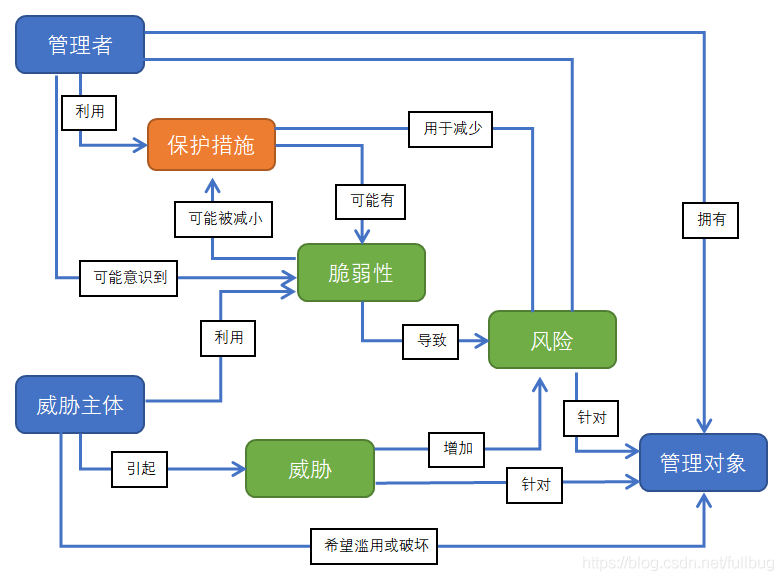 管理者
利用
保护措施
用于减少
可能被减小
可能有
拥有
可能意识到
脆弱性
利用
导致
风险
威胁主体
针对
引起
威胁
增加
管理对象
针对
希望滥用或破坏
https://blog.csdn.net/fullbug